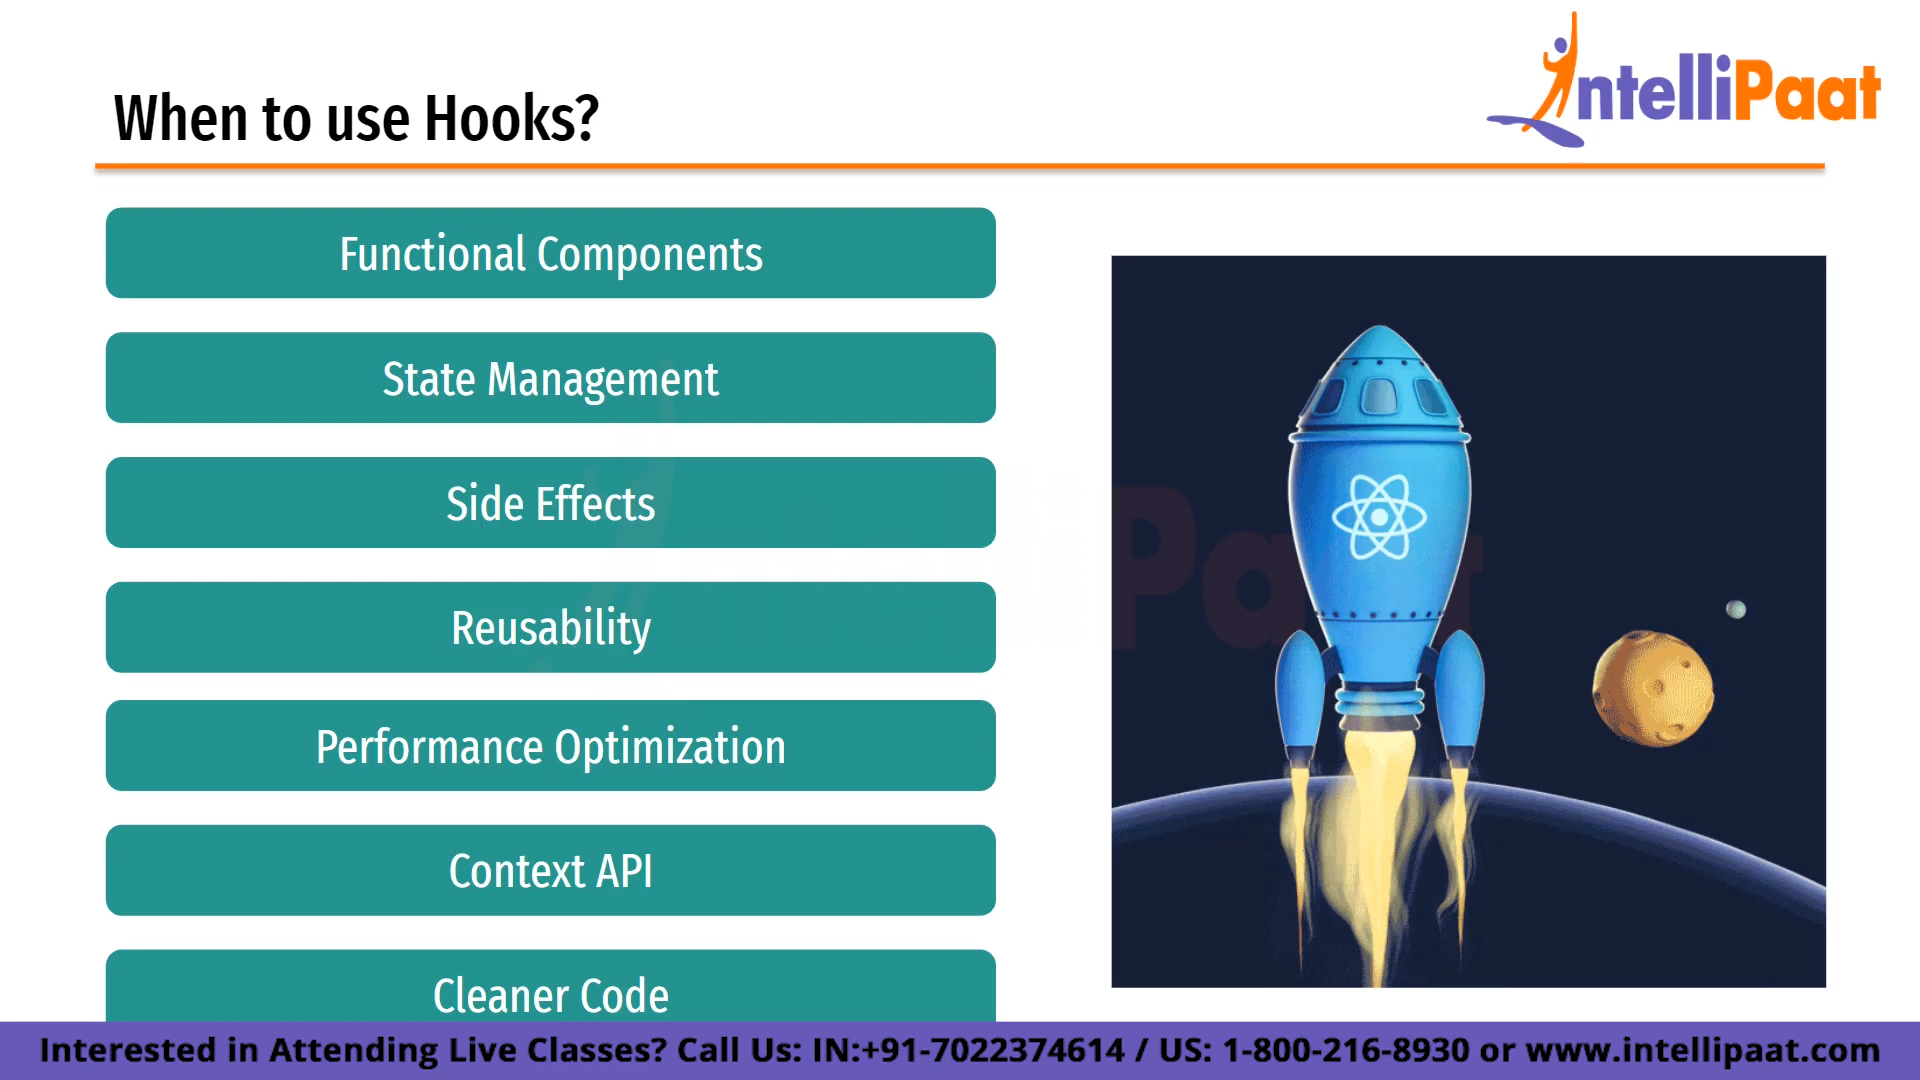 When to use Hooks?
IntelliPaat
Functional Components
State Management
Side Effects
Reusability
Performance Optimization
Context API
Cleaner Code
Interested in Attending Live Classes? Call Us: IN:+91-7022374614 / US: 1-800-216-8930 or www.intellipaat.com